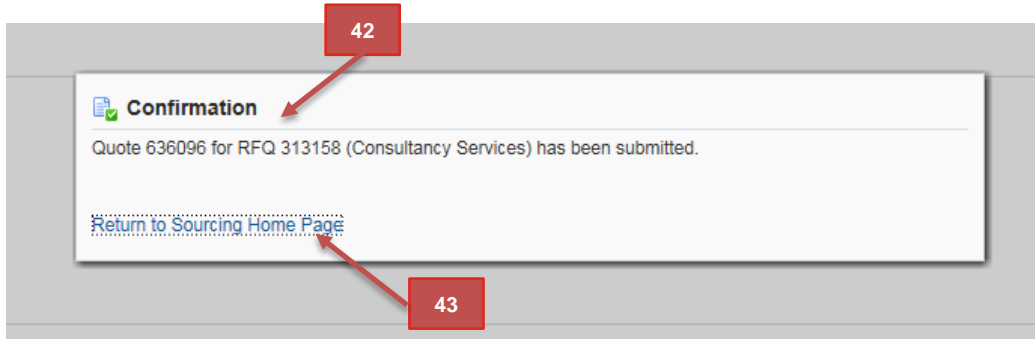 42
Confirmation
Quote 636096 for RFQ 313158 (Consultancy Services) has been submitted.
Return to Sourcing Home Page
43